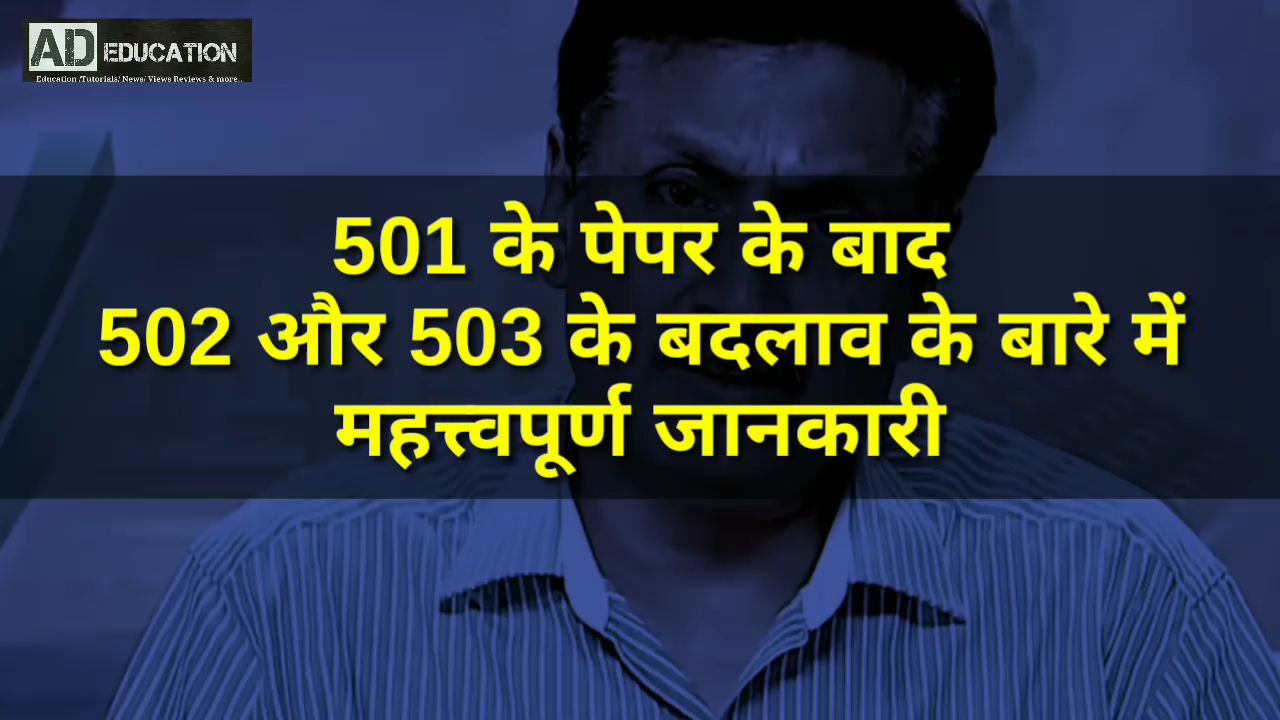 AD EDUCATION
Education /Tutorials/ News/ Views Reviews & more..
501 के पेपर के बाद
502 और 503 के बदलाव के बारे में
महत्त्वपूर्ण जानकारी